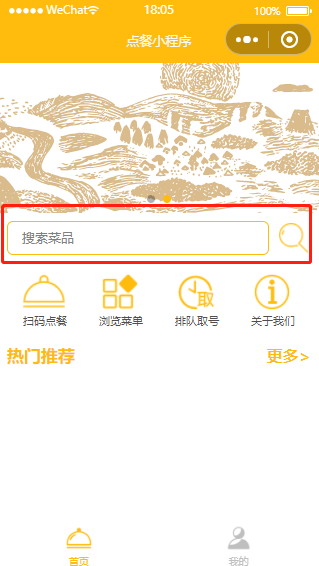 WeChat 18:05 100%
点餐小程序
搜索菜品
取
扫码点餐 浏览菜单 排队取号 关于我们
热门推荐 更多>
首页 我的